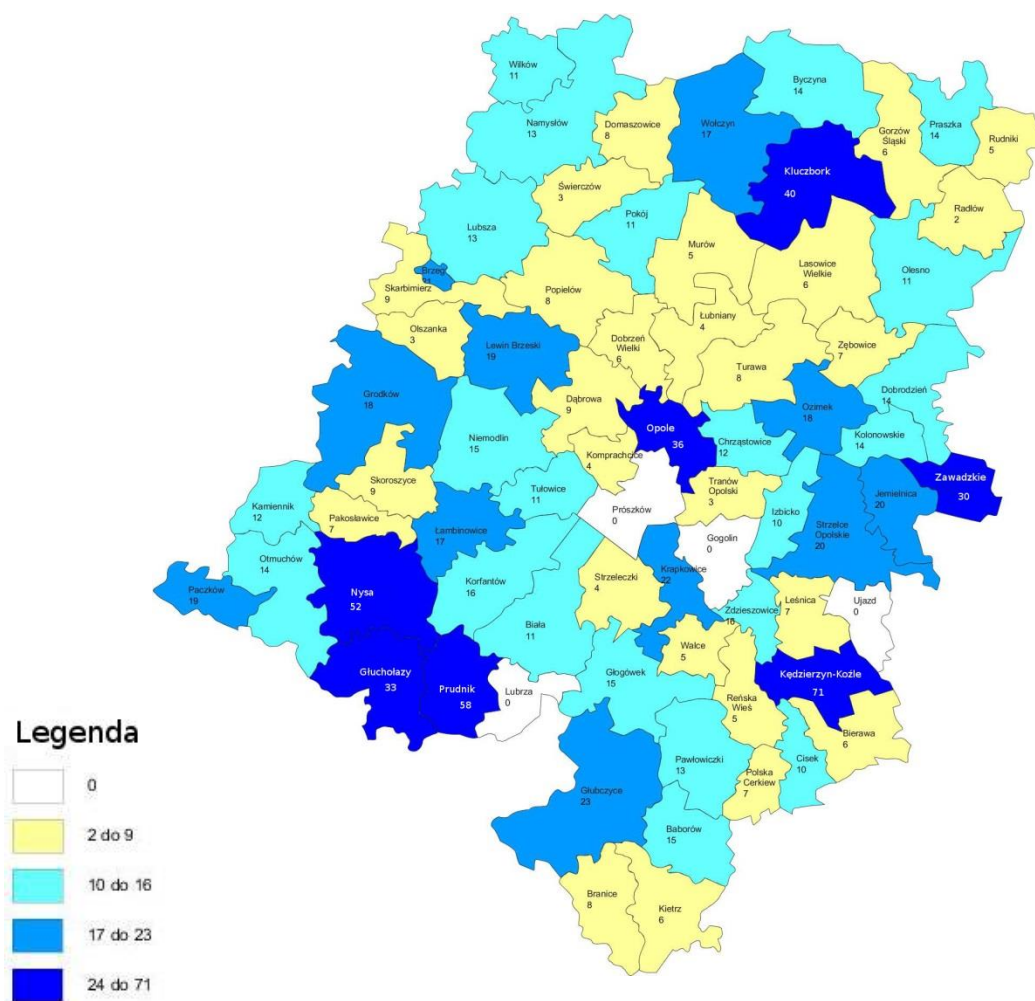 Wilków
11
Byczyna
14
Namysłów
13
Domaszowice
8
Wołczyn
17
Gorzów
Śląski
6
Praszka
14
Rudniki
5
Kluczbork
40
Świerczów
3
Radłów
2
Pokój
11
Lubsza
13
Murów
5
Lasowice
Wielkie
6
Olesno
11
Brzeg
Skarbimierz
9
Popielów
8
Łubniany
4
Olszanka
3
Lewin Brzeski
19
Dobrzeń
Wielki
6
Zębowice
7
Turawa
8
Grodków
18
Dąbrowa
9
Dobrodzień
14
Ozimek
18
Opole
36
Niemodlin
15
Chrząstowice
12
Kolonowskie
14
Komprachcice
4
Skoroszyce
9
Zawadzkie
30
Tułowice
11
Tranów
Opolski
3
Jemielnica
20
Kamiennik
12
Prószków
0
Izbicko
10
Pakosławice
7
Łambinowice
17
Strzelce
Opolskie
20
Gogolin
0
Otmuchów
14
Paczków
19
Nysa
52
Korfantów
16
Strzeleczki
4
Krapkowice
22
Leśnica
7
Ujazd
0
Zdzieszowice
16
Biała
11
Walce
5
Głuchołazy
33
Prudnik
58
Lubrza
0
Głogówek
15
Kędzierzyn-Koźle
71
Reńska
Wieś
5
Bierawa
6
Pawłowiczki
13
Cisek
10
Polska
Cerkiew
7
Głubczyce
23
Baborów
15
Branice
8
Kietrz
6
Legenda
0
2 do 9
10 do 16
17 do 23
24 do 71